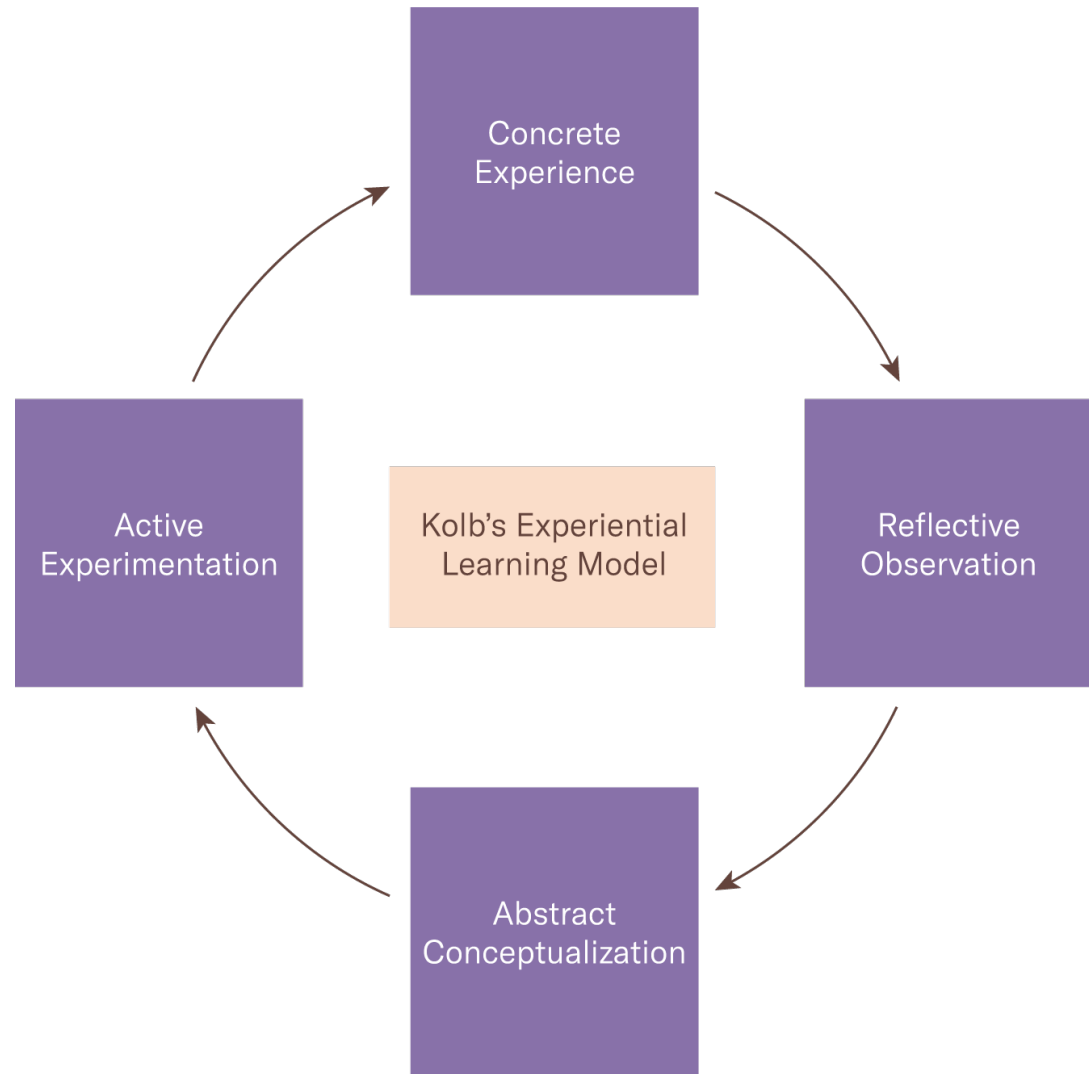 Concrete
Experience
Active
Experimentation
Kolb’s Experiential
Learning Model
Reflective
Observation
Abstract
Conceptualization